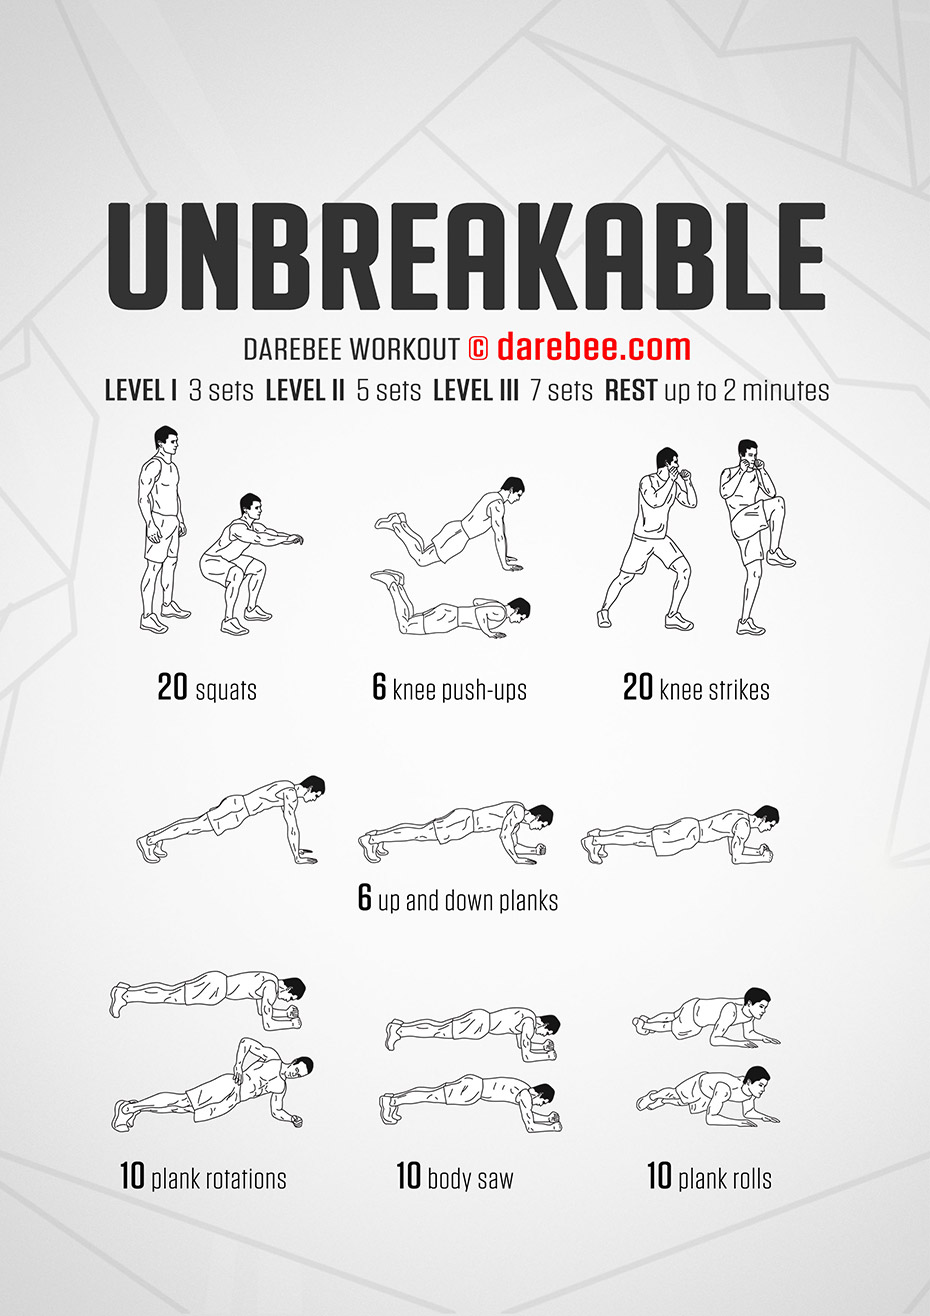 UNBREAKABLE
DAREBEE WORKOUT © darebee.com
LEVEL I 3 sets LEVEL II 5 sets LEVEL III 7 sets REST up to 2 minutes
20 squats
6 knee push-ups
20 knee strikes
6 up and down planks
10 plank rotations
10 body saw
10 plank rolls